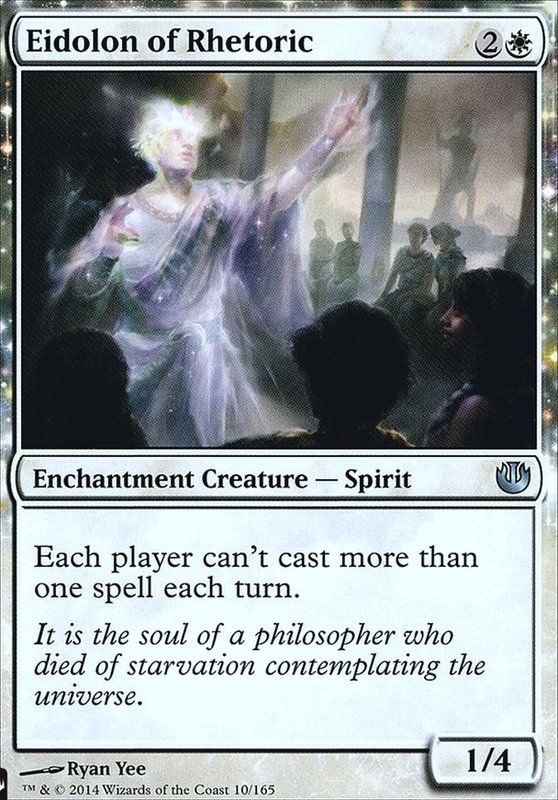 Eidolon of Rhetoric 2
Enchantment Creature — Spirit
Each player can't cast more than
one spell each turn.
It is the soul of a philosopher who
died of starvation contemplating the
universe.
1/4
Ryan Yee
™ & © 2014 Wizards of the Coast 10/165